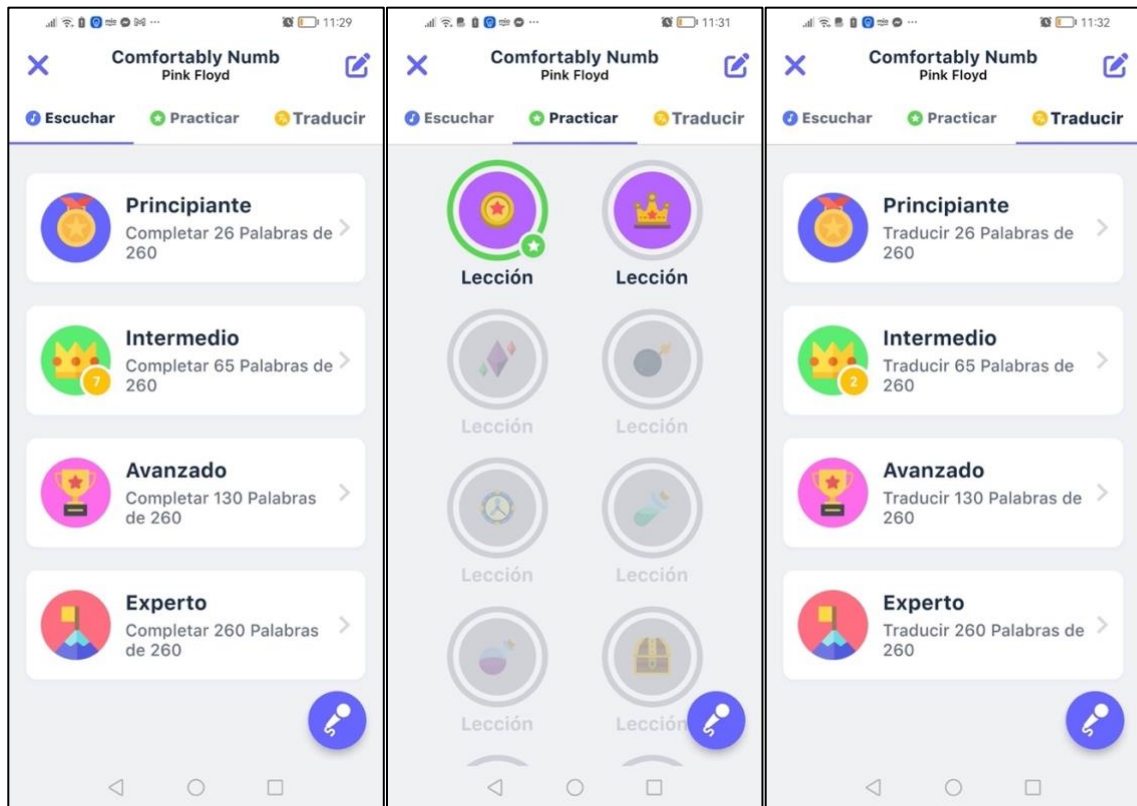 11:29
Comfortably Numb
Pink Floyd
Escuchar Practicar Traducir
Principiante
Completar 26 Palabras de
260
Intermedio
Completar 65 Palabras de
260
7
Avanzado
Completar 130 Palabras
de 260
Experto
Completar 260 Palabras
de 260
11:31
Comfortably Numb
Pink Floyd
Escuchar Practicar Traducir
Lección Lección
Lección Lección
Lección Lección
Lección Lección
11:32
Comfortably Numb
Pink Floyd
Escuchar Practicar Traducir
Principiante
Traducir 26 Palabras de
260
Intermedio
Traducir 65 Palabras de
260
2
Avanzado
Traducir 130 Palabras de
260
Experto
Traducir 260 Palabras de
260